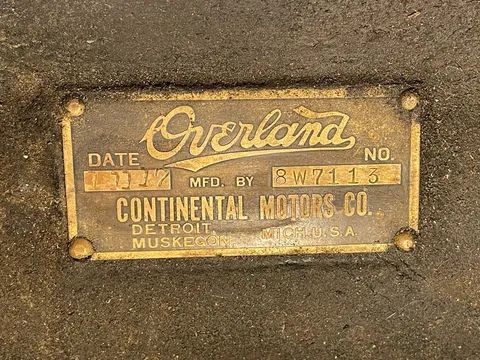 Overland
DATE NO.
MFD. BY 8W7113
CONTINENTAL MOTORS CO.
DETROIT,
MUSKEGON, MICH. U.S.A.